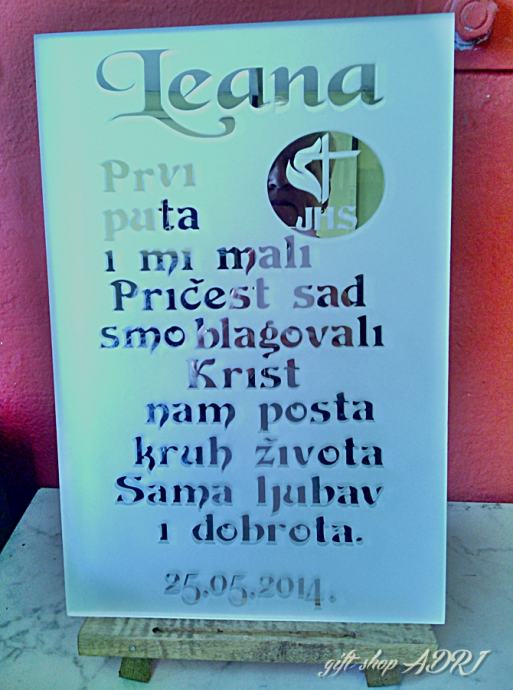 Leana
Prvi
puta
JHS
i mi mali
Pričest sad
smo blagovali
Krist
nam posta
kruh života
Sama ljubav
i dobrota.
25,05,2014.
gift shop ADRI